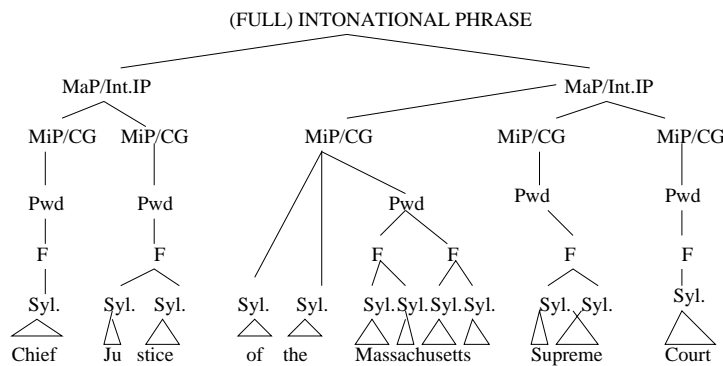 (FULL) INTONATIONAL PHRASE
MaP/Int.IP MaP/Int.IP
MiP/CG MiP/CG MiP/CG MiP/CG MiP/CG
Pwd Pwd Pwd Pwd Pwd
F F F F F F
Syl. Syl. Syl. Syl. Syl. Syl. Syl. Syl. Syl. Syl. Syl. Syl.
Chief Ju stice of the Massachusetts Supreme Court